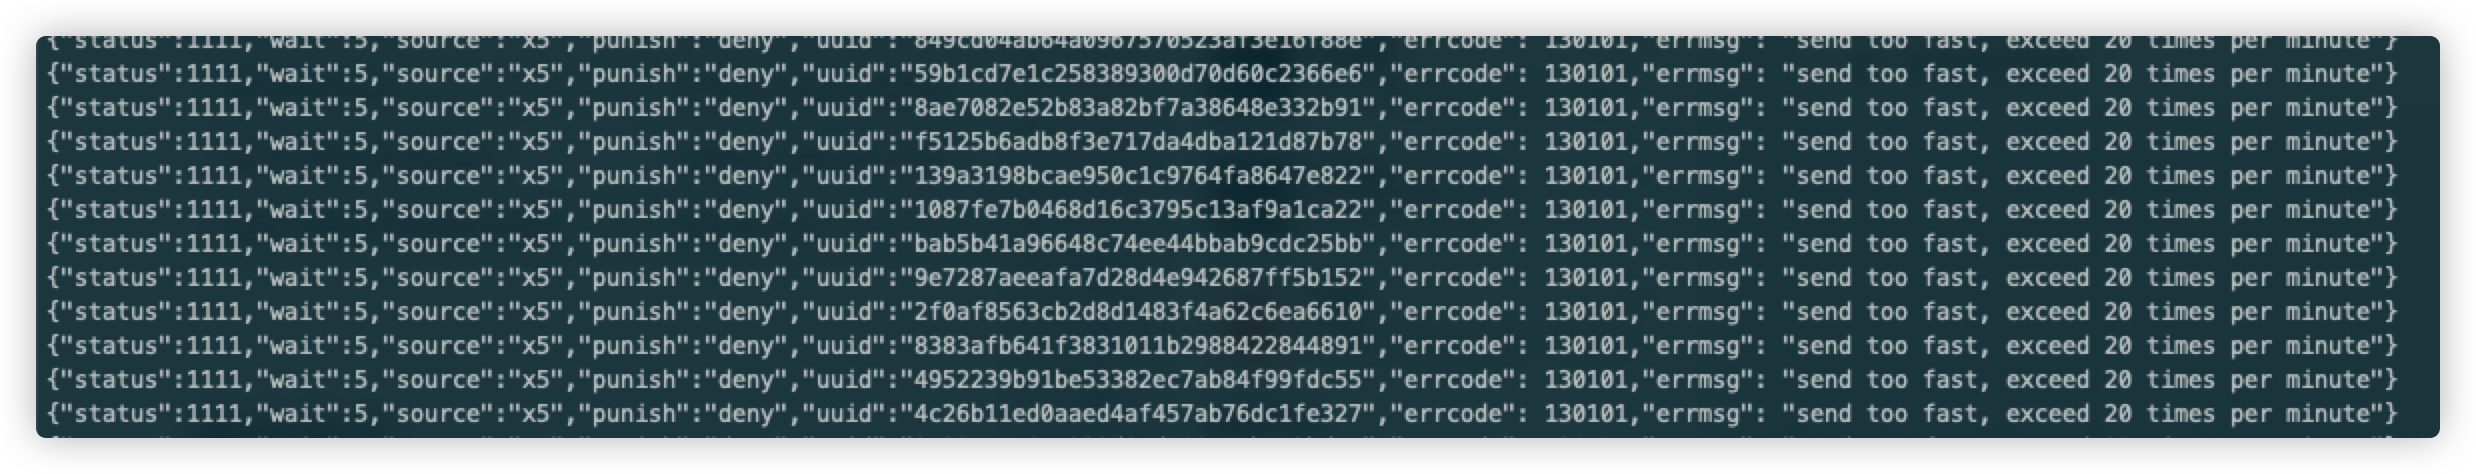 {"status":1111,"wait":5,"source":"x5","punish":"deny","uuid":"849cd04ab64a0967570523af3e16f88e","errcode": 130101,"errmsg": "send too fast, exceed 20 times per minute"}
{"status":1111,"wait":5,"source":"x5","punish":"deny","uuid":"59b1cd7e1c258389300d70d60c2366e6","errcode": 130101,"errmsg": "send too fast, exceed 20 times per minute"}
{"status":1111,"wait":5,"source":"x5","punish":"deny","uuid":"8ae7082e52b83a82bf7a38648e332b91","errcode": 130101,"errmsg": "send too fast, exceed 20 times per minute"}
{"status":1111,"wait":5,"source":"x5","punish":"deny","uuid":"f5125b6adb8f3e717da4dba121d87b78","errcode": 130101,"errmsg": "send too fast, exceed 20 times per minute"}
{"status":1111,"wait":5,"source":"x5","punish":"deny","uuid":"139a3198bcae950c1c9764fa8647e822","errcode": 130101,"errmsg": "send too fast, exceed 20 times per minute"}
{"status":1111,"wait":5,"source":"x5","punish":"deny","uuid":"1087fe7b0468d16c3795c13af9a1ca22","errcode": 130101,"errmsg": "send too fast, exceed 20 times per minute"}
{"status":1111,"wait":5,"source":"x5","punish":"deny","uuid":"bab5b41a96648c74ee44bbab9cdc25bb","errcode": 130101,"errmsg": "send too fast, exceed 20 times per minute"}
{"status":1111,"wait":5,"source":"x5","punish":"deny","uuid":"9e7287aeeafa7d28d4e942687ff5b152","errcode": 130101,"errmsg": "send too fast, exceed 20 times per minute"}
{"status":1111,"wait":5,"source":"x5","punish":"deny","uuid":"2f0af8563cb2d8d1483f4a62c6ea6610","errcode": 130101,"errmsg": "send too fast, exceed 20 times per minute"}
{"status":1111,"wait":5,"source":"x5","punish":"deny","uuid":"8383afb641f3831011b2988422844891","errcode": 130101,"errmsg": "send too fast, exceed 20 times per minute"}
{"status":1111,"wait":5,"source":"x5","punish":"deny","uuid":"4952239b91be53382ec7ab84f99fdc55","errcode": 130101,"errmsg": "send too fast, exceed 20 times per minute"}
{"status":1111,"wait":5,"source":"x5","punish":"deny","uuid":"4c26b11ed0aaed4af457ab76dc1fe327","errcode": 130101,"errmsg": "send too fast, exceed 20 times per minute"}